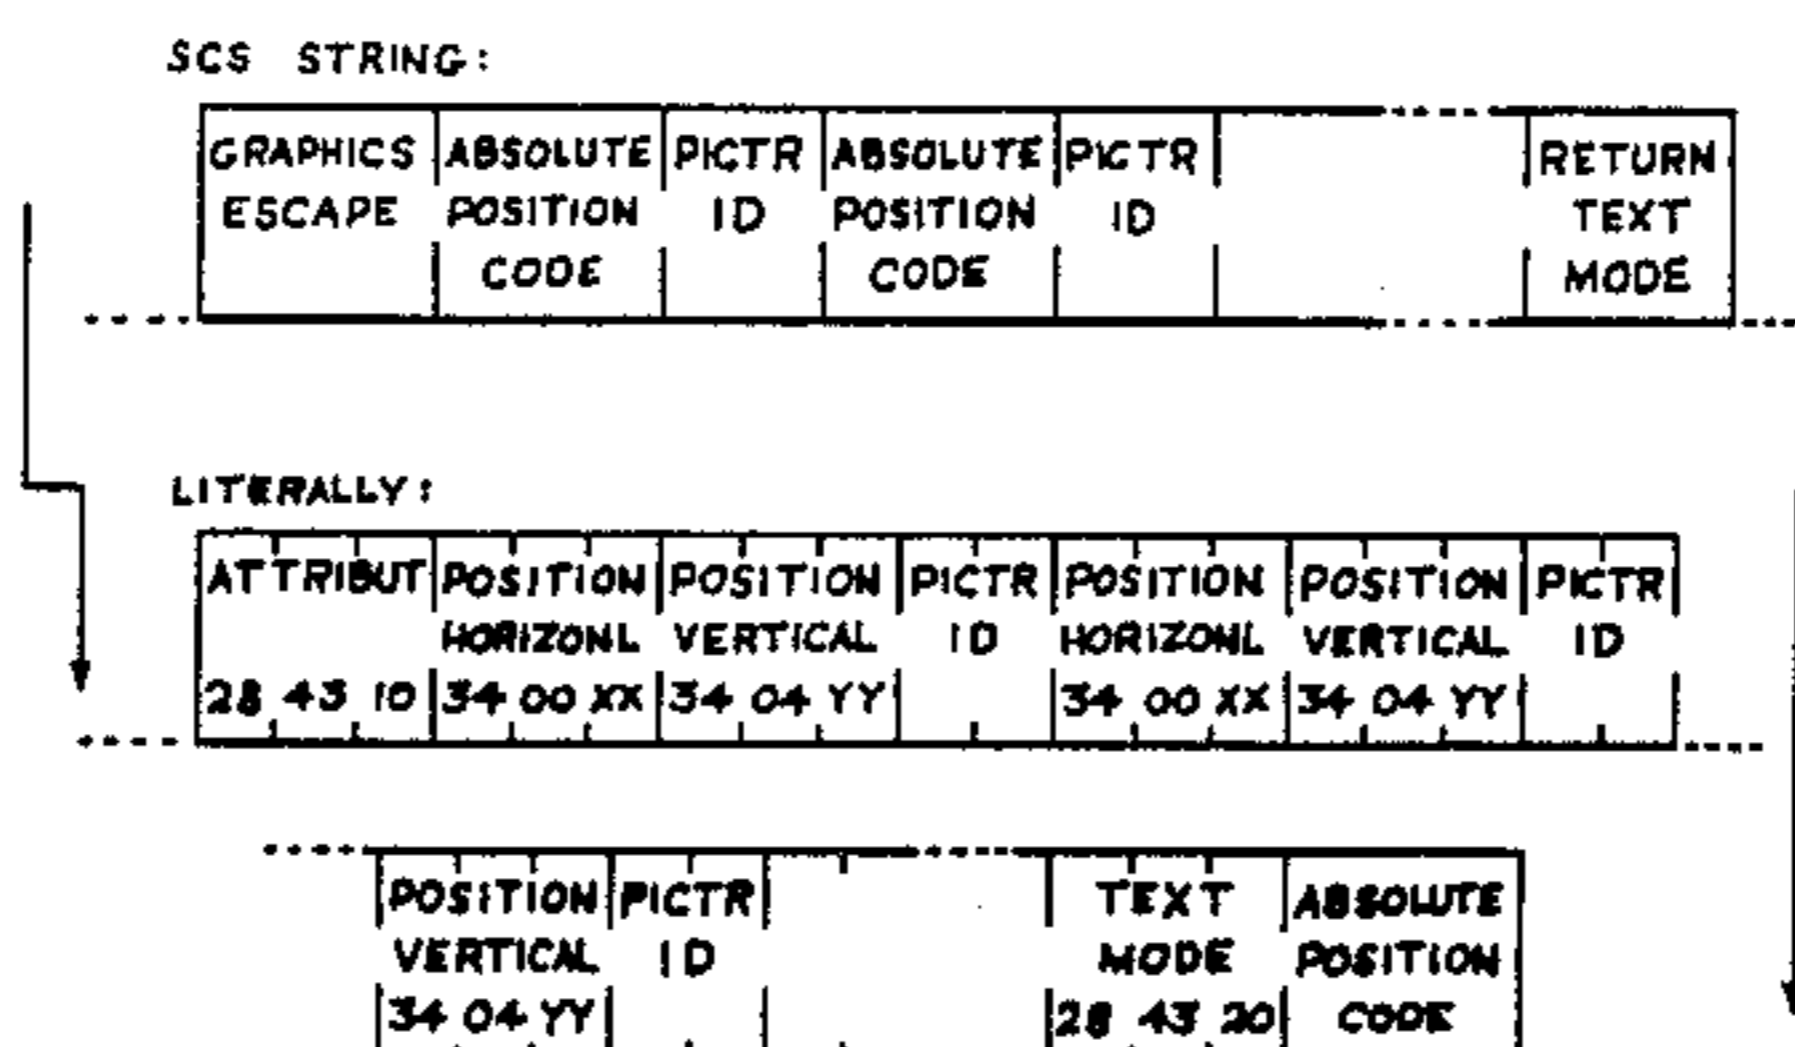 SCS STRING:
GRAPHICS ABSOLUTE PICTR ABSOLUTE PICTR RETURN
ESCAPE POSITION ID POSITION ID TEXT
CODE CODE MODE
LITERALLY:
ATTRIBUT POSITION POSITION PICTR POSITION POSITION PICTR
HORIZONL VERTICAL ID HORIZONL VERTICAL ID
28 43 10 34 00 XX 34 04 YY 34 00 XX 34 04 YY
POSITION PICTR TEXT ABSOLUTE
VERTICAL ID MODE POSITION
34 04 YY 28 43 20 CODE